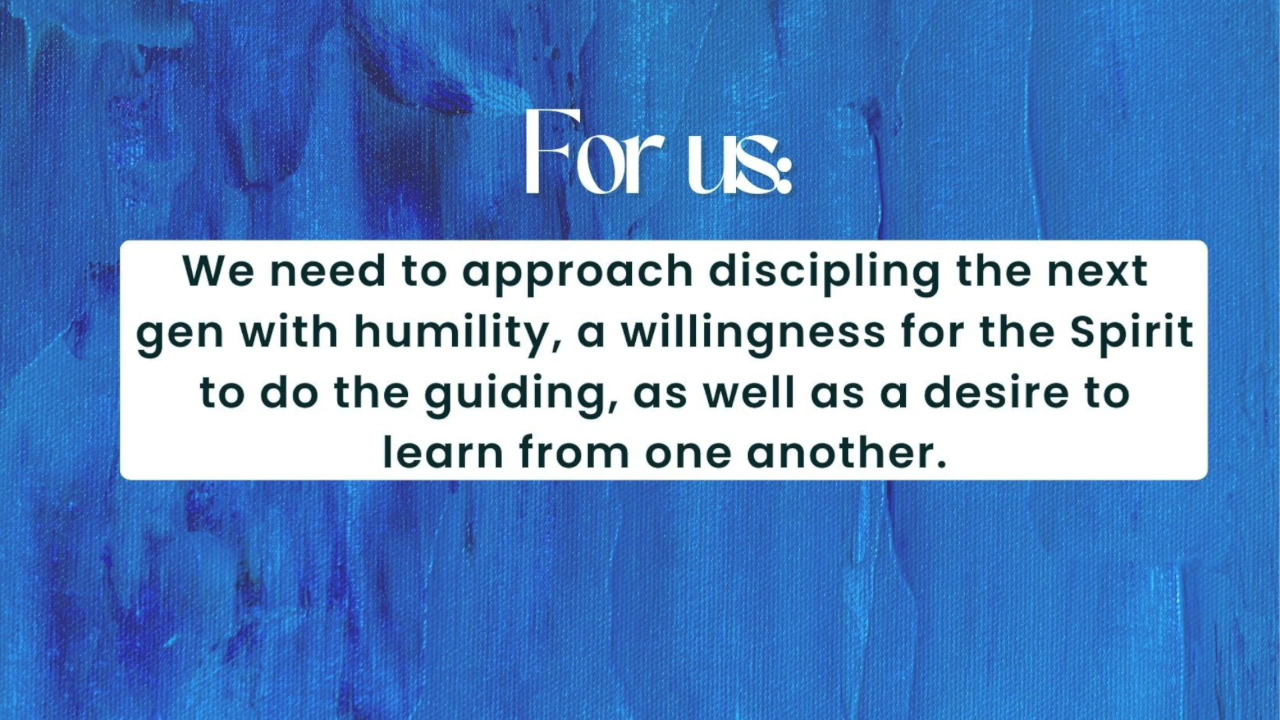 For us:
We need to approach discipling the next
gen with humility, a willingness for the Spirit
to do the guiding, as well as a desire to
learn from one another.